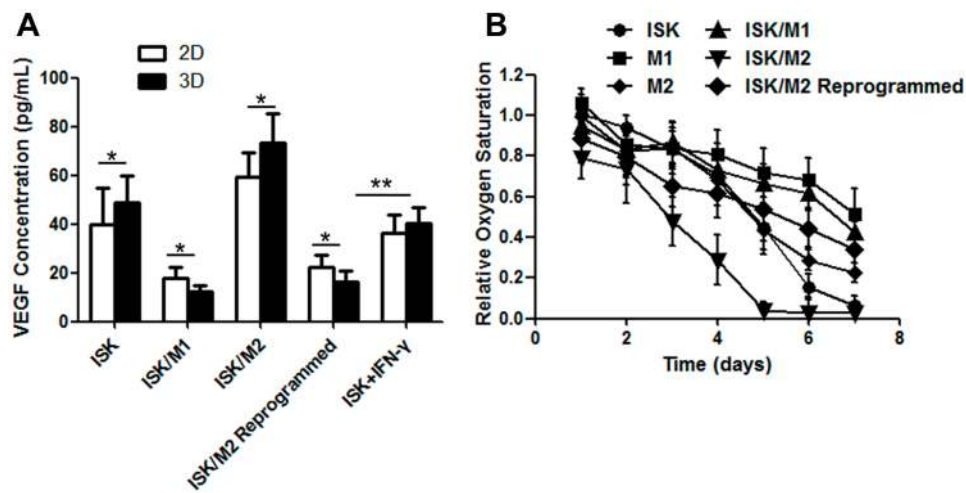 A
2D
3D
VEGF Concentration (pg/mL)
100
80
60
40
20
0
*
*
*
*
**
ISK
ISK/M1
ISK/M2
ISK/M2 Reprogrammed
ISK+IFN-γ
B
ISK
M1
M2
ISK/M1
ISK/M2
ISK/M2 Reprogrammed
Relative Oxygen Saturation
1.2
1.0
0.8
0.6
0.4
0.2
0.0
0
2
4
6
8
Time (days)